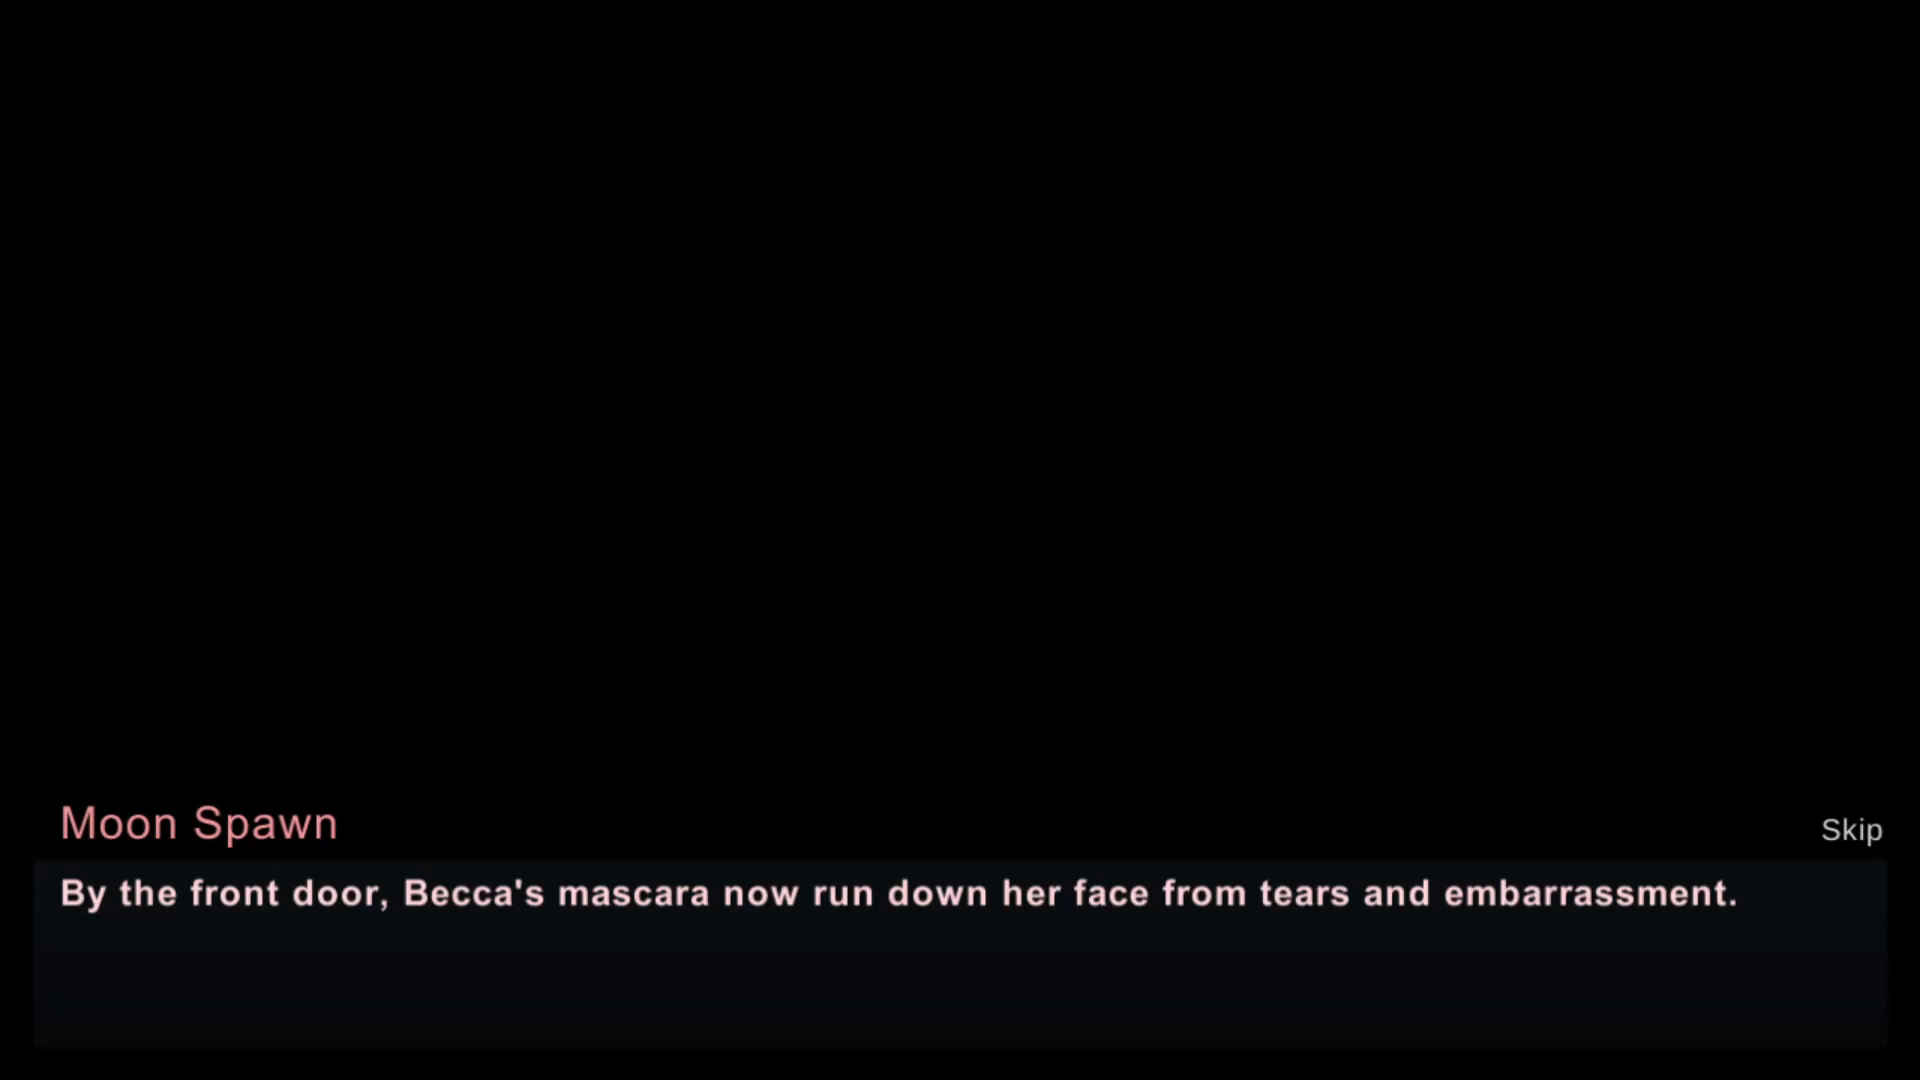 Moon Spawn
Skip
By the front door, Becca's mascara now run down her face from tears and embarrassment.